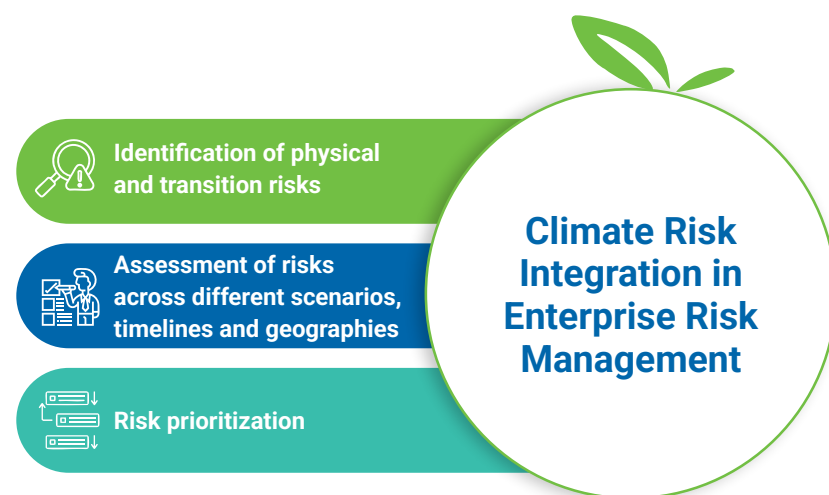 Identification of physical
and transition risks
Assessment of risks
across different scenarios,
timelines and geographies
Risk prioritization
Climate Risk
Integration in
Enterprise Risk
Management